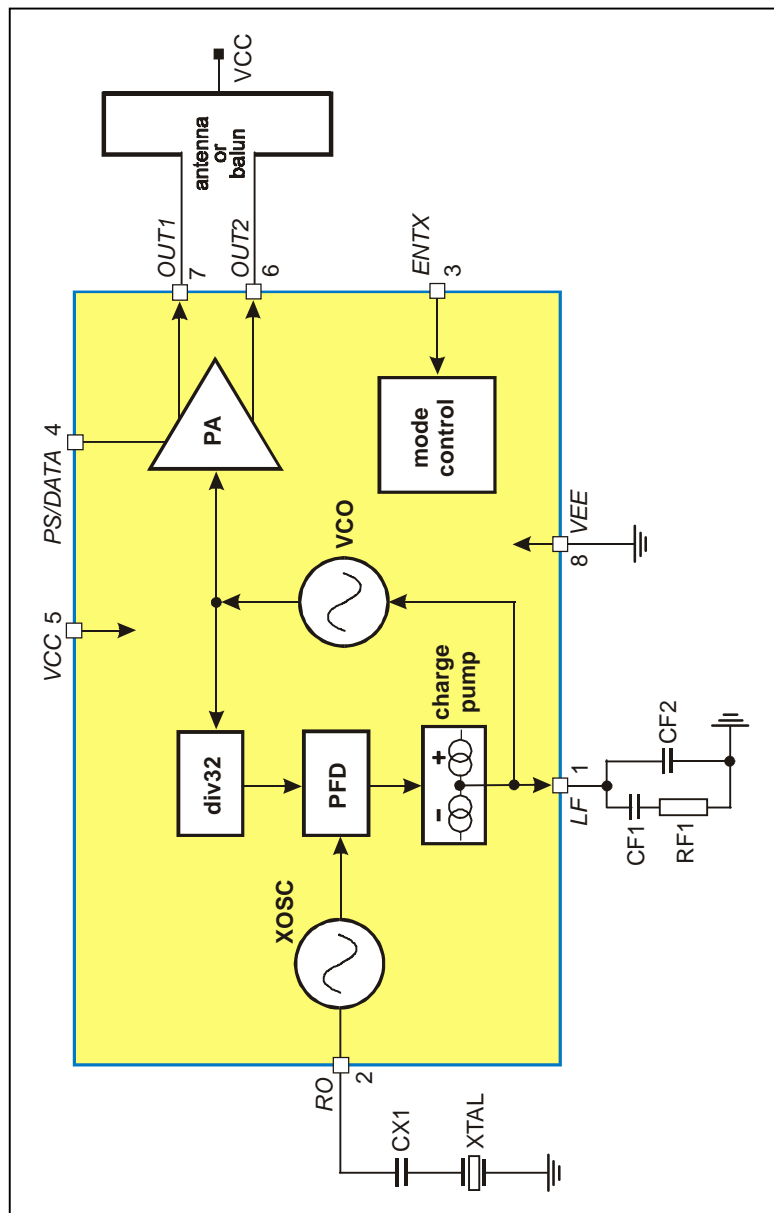 VCC 5
PS/DATA 4
OUT1
7
OUT2
6
antenna
or
balun
VCC
PA
ENTX
3
mode
control
div32
PFD
XOSC
VCO
charge
pump
-
+
RO
2
CX1
XTAL
LF 1
CF1
RF1
CF2
VEE
8